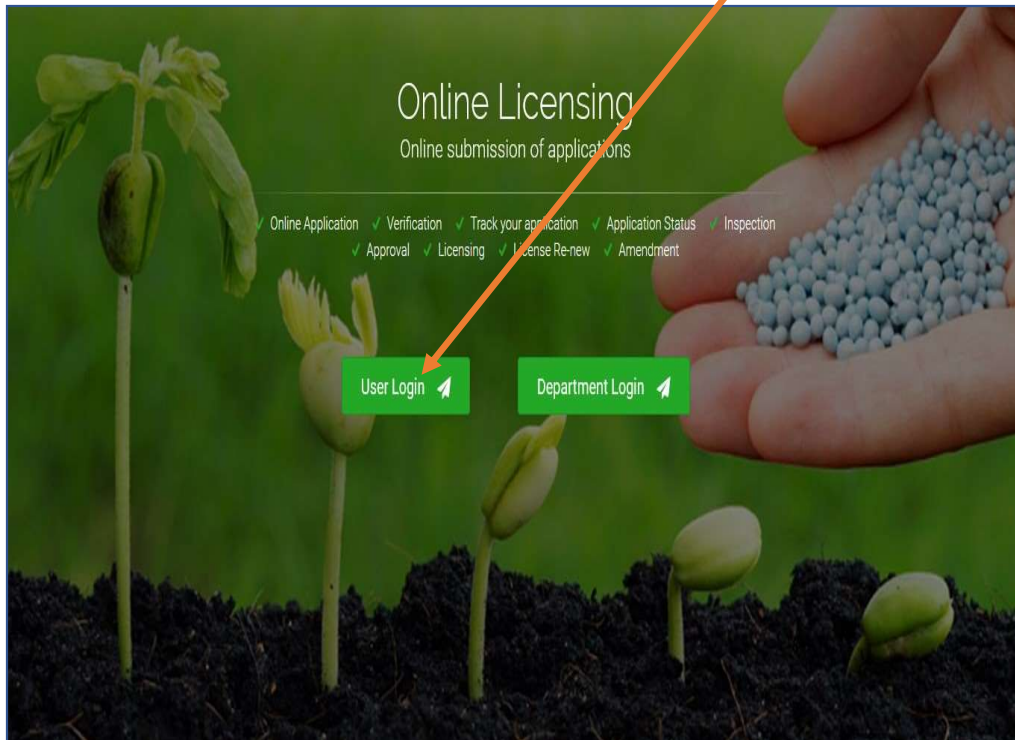 Online Licensing
Online submission of applications
✓ Online Application ✓ Verification ✓ Track your application ✓ Application Status ✓ Inspection
✓ Approval ✓ Licensing ✓ License Re-new ✓ Amendment
User Login Department Login